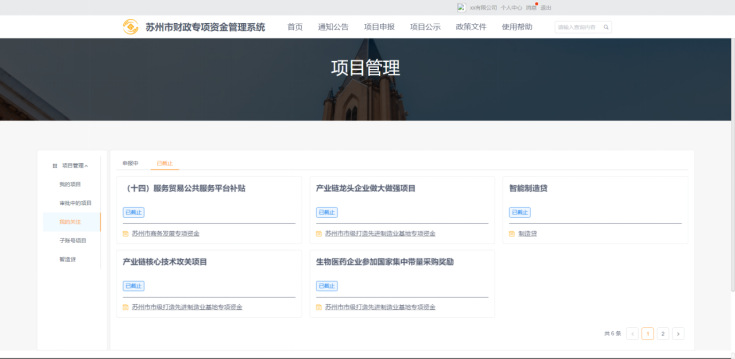 xx有限公司 个人中心 消息 退出
苏州市财政专项资金管理系统 首页 通知公告 项目申报 项目公示 政策文件 使用帮助 请输入查询内容
项目管理
项目管理
我的项目
审批中的项目
我的关注
子账号项目
智造贷
申报中 已截止
（十四）服务贸易公共服务平台补贴
已截止
苏州市商务发展专项资金
产业链龙头企业做大做强项目
已截止
苏州市市级打造先进制造业基地专项资金
智能制造贷
已截止
制造贷
产业链核心技术攻关项目
已截止
苏州市市级打造先进制造业基地专项资金
生物医药企业参加国家集中带量采购奖励
已截止
苏州市市级打造先进制造业基地专项资金
共 6 条 < 1 2 >